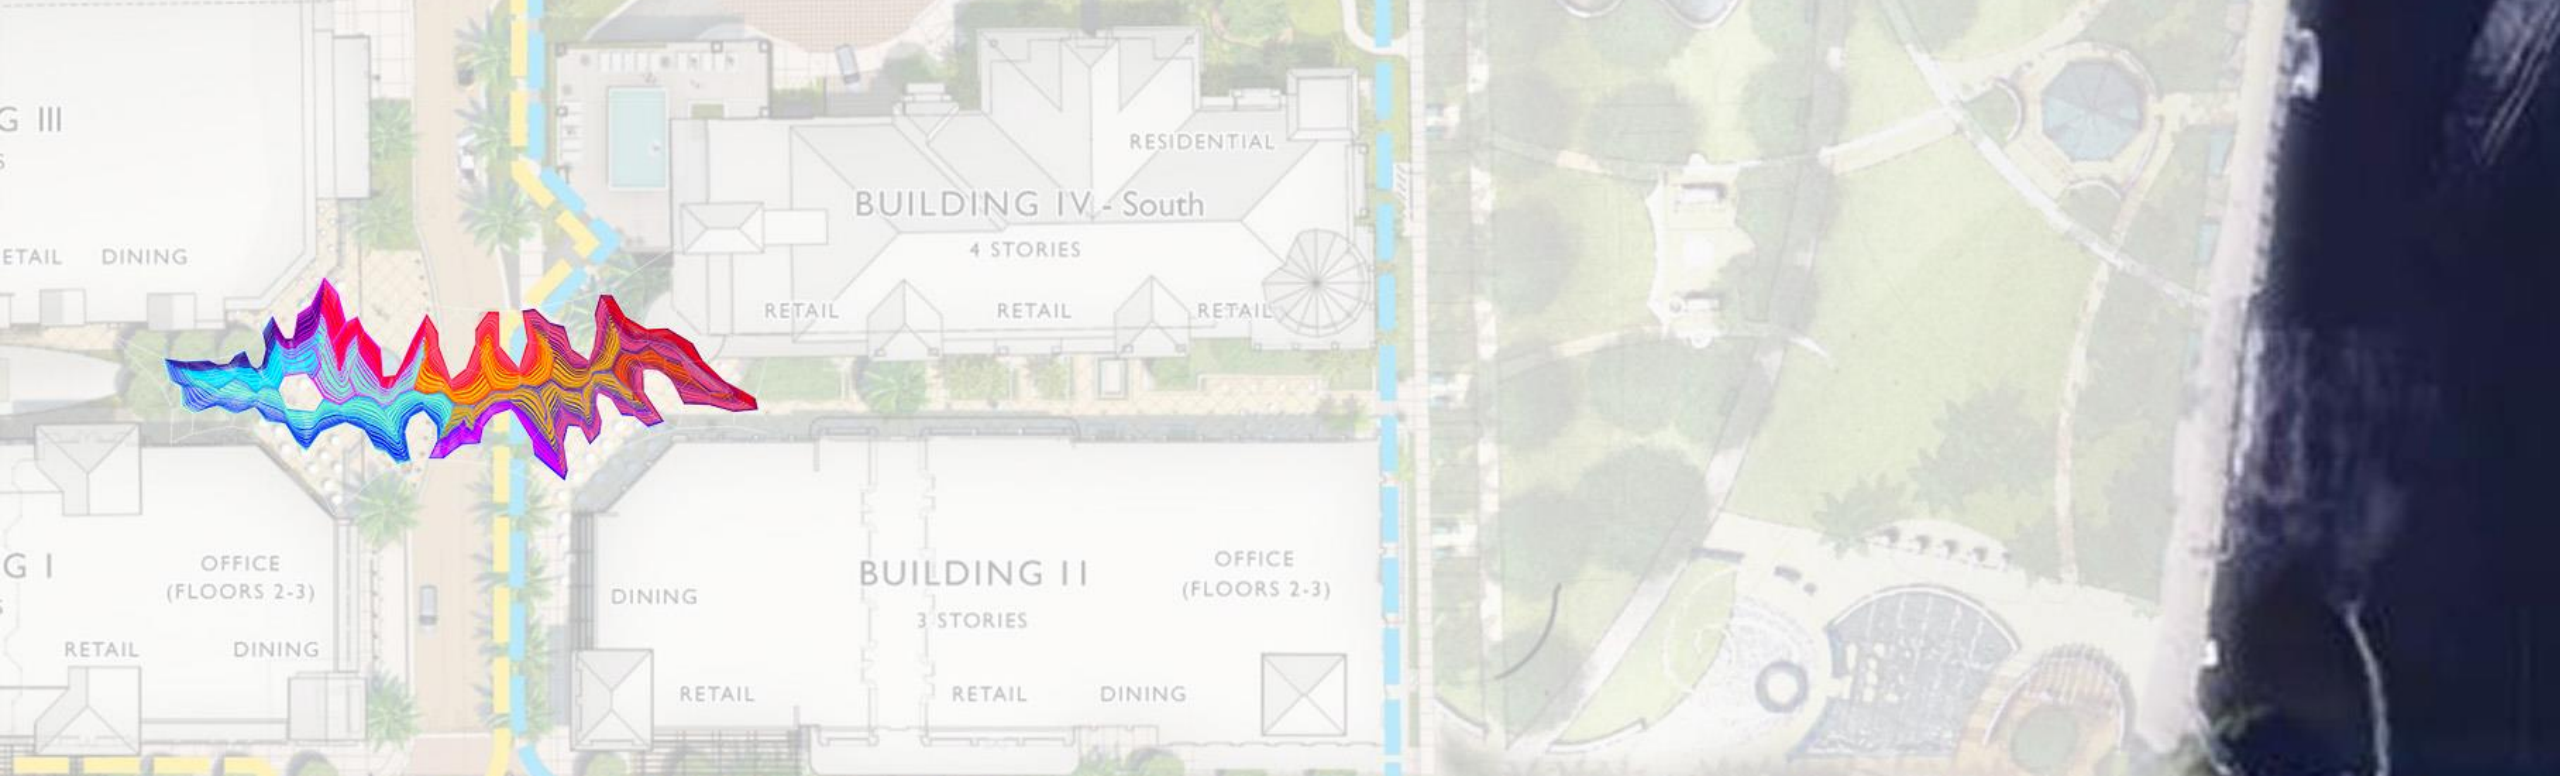 G III
S
ETAIL DINING
RESIDENTIAL
BUILDING IV - South
4 STORIES
RETAIL RETAIL RETAIL
G I
S
OFFICE
(FLOORS 2-3)
RETAIL DINING
BUILDING II
3 STORIES
OFFICE
(FLOORS 2-3)
DINING
RETAIL RETAIL DINING